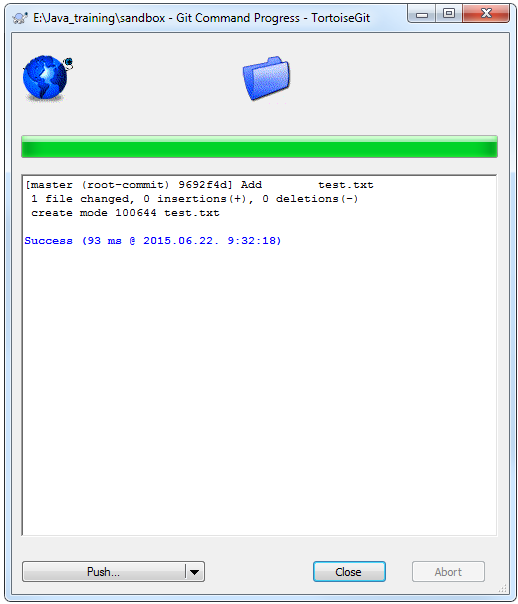 E:\Java_training\sandbox - Git Command Progress - TortoiseGit
[master (root-commit) 9692f4d] Add        test.txt
 1 file changed, 0 insertions(+), 0 deletions(-)
 create mode 100644 test.txt
Success (93 ms @ 2015.06.22. 9:32:18)
Push... Close Abort